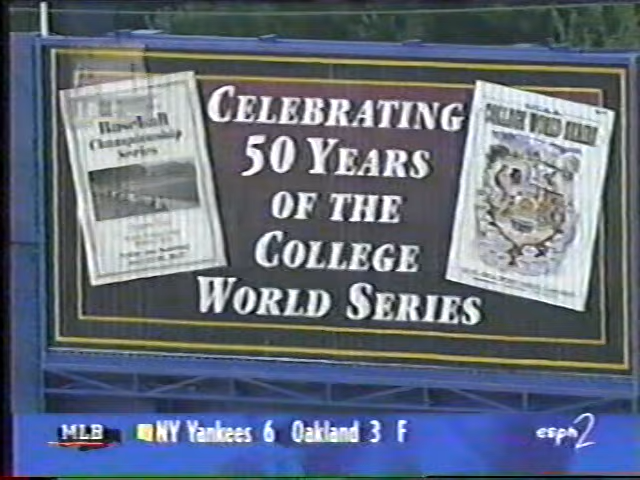 CELEBRATING
50 YEARS
OF THE
COLLEGE
WORLD SERIES
Baseball
Championship
Series
COLLEGE WORLD SERIES
MLB NY Yankees 6 Oakland 3 F espn2